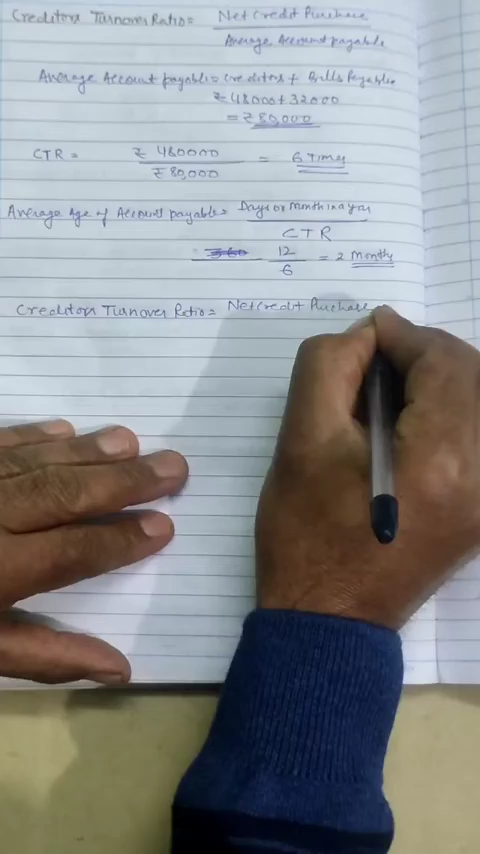 Creditors Turnover Ratio = Net Credit Purchase
Average Account payable
Average Account payable = Creditors + Bills Payable
₹ 48000 + 32000
= ₹ 80,000
CTR = ₹ 480000 = 6 Times
₹ 80,000
Average Age of Account payable = Days or Month in a year
CTR
360 12 = 2 Months
6
Creditors Turnover Ratio = Net Credit Purchase